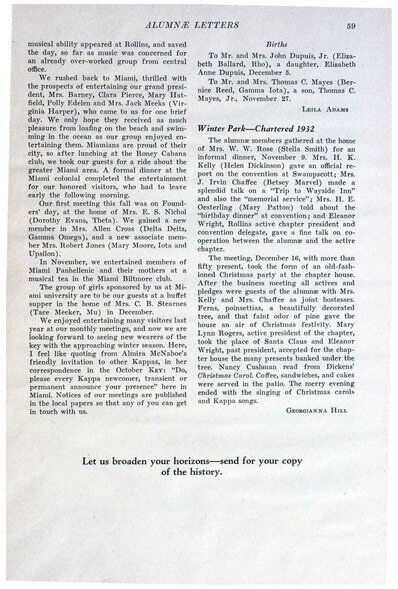 ALUMNÆ LETTERS
59
musical ability appeared at Rollins, and saved
the day, so far as music was concerned for
an already over-worked group from central
office.
We rushed back to Miami, thrilled with
the prospects of entertaining our grand presi-
dent, Mrs. Barney, Clara Pierce, Mary Hat-
field, Polly Edelen and Mrs. Jack Meeks (Vir-
ginia Harper), who came to us for one brief
day. We only hope they received as much
pleasure from loafing on the beach and swim-
ming in the ocean as our group enjoyed en-
tertaining them. Miamians are proud of their
city, so after lunching at the Roney Cabana
club, we took our guests for a ride about the
greater Miami area. A formal dinner at the
Miami colonial completed the entertainment
for our honored visitors, who had to leave
early the following morning.
Our first meeting this fall was on Found-
ers' day, at the home of Mrs. E. S. Nichol
(Dorothy Evans, Theta). We gained a new
member in Mrs. Allen Cross (Delta Deita,
Gamma Omega), and a new associate mem-
ber Mrs. Robert Jones (Mary Moore, Iota and
Upsilon).
In November, we entertained members of
Miami Panhellenic and their mothers at a
musical tea in the Miami Biltmore club.
The group of girls sponsored by us at Mi-
ami university are to be our guests at a buffet
supper in the home of Mrs. C. B. Stearnes
(Tace Meeker, Mu) in December.
We enjoyed entertaining many visitors last
year at our monthly meetings, and now we are
looking forward to seeing new wearers of the
key with the approaching winter season. Here,
I feel like quoting from Almira McNaboe's
friendly invitation to other Kappas, in her
correspondence in the October KEY: "Do,
please every Kappa newcomer, transient or
permanent announce your presence" here in
Miami. Notices of our meetings are published
in the local papers so that any of you can get
in touch with us.
Births
To Mr. and Mrs. John Dupuis, Jr. (Eliza-
beth Ballard, Rho), a daughter, Elizabeth
Anne Dupuis, December 5.
To Mr. and Mrs. Thomas C. Mayes (Ber-
nice Reed, Gamma Iota), a son, Thomas C.
Mayes, Jr., November 27.
LEILA ADAMS
Winter Park—Chartered 1932
The alumnæ members gathered at the home
of Mrs. W. W. Rose (Stella Smith) for an
informal dinner, November 9. Mrs. H. K.
Kelly (Helen Dickinson) gave an official re-
port on the convention at Swampscott; Mrs.
J. Irvin Chaffee (Betsey Marvel) made a
splendid talk on a "Trip to Wayside Inn"
and also the "memorial service"; Mrs. H. E.
Oesterling (Mary Patton) told about the
"birthday dinner" at convention; and Eleanor
Wright, Rollins active chapter president and
convention delegate, gave a fine talk on co-
operation between the alumnæ and the active
chapter.
The meeting, December 16, with more than
fifty present, took the form of an old-fash-
ioned Christmas party at the chapter house.
After the business meeting all actives and
pledges were guests of the alumnæ with Mrs.
Kelly and Mrs. Chaffee as joint hostesses.
Ferns, poinsettias, a beautifully decorated
tree, and that faint odor of pine gave the
house an air of Christmas festivity. Mary
Lynn Rogers, active president of the chapter,
took the place of Santa Claus and Eleanor
Wright, past president, accepted for the chap-
ter house the many presents banked under the
tree. Nancy Cushman read from Dickens'
Christmas Carol. Coffee, sandwiches, and cakes
were served in the patio. The merry evening
ended with the singing of Christmas carols
and Kappa songs.
GEORGIANNA HILL
Let us broaden your horizons—send for your copy
of the history.